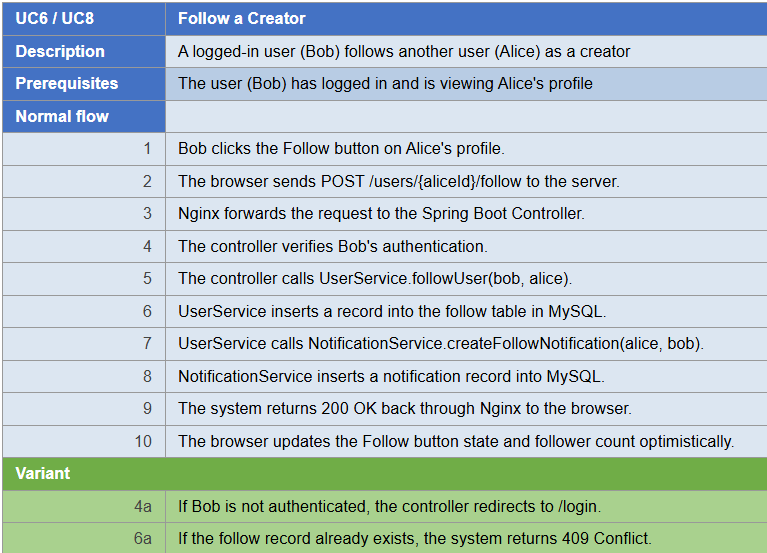 UC6 / UC8 Follow a Creator
Description A logged-in user (Bob) follows another user (Alice) as a creator
Prerequisites The user (Bob) has logged in and is viewing Alice's profile
Normal flow
1 Bob clicks the Follow button on Alice's profile.
2 The browser sends POST /users/{aliceId}/follow to the server.
3 Nginx forwards the request to the Spring Boot Controller.
4 The controller verifies Bob's authentication.
5 The controller calls UserService.followUser(bob, alice).
6 UserService inserts a record into the follow table in MySQL.
7 UserService calls NotificationService.createFollowNotification(alice, bob).
8 NotificationService inserts a notification record into MySQL.
9 The system returns 200 OK back through Nginx to the browser.
10 The browser updates the Follow button state and follower count optimistically.
Variant
4a If Bob is not authenticated, the controller redirects to /login.
6a If the follow record already exists, the system returns 409 Conflict.